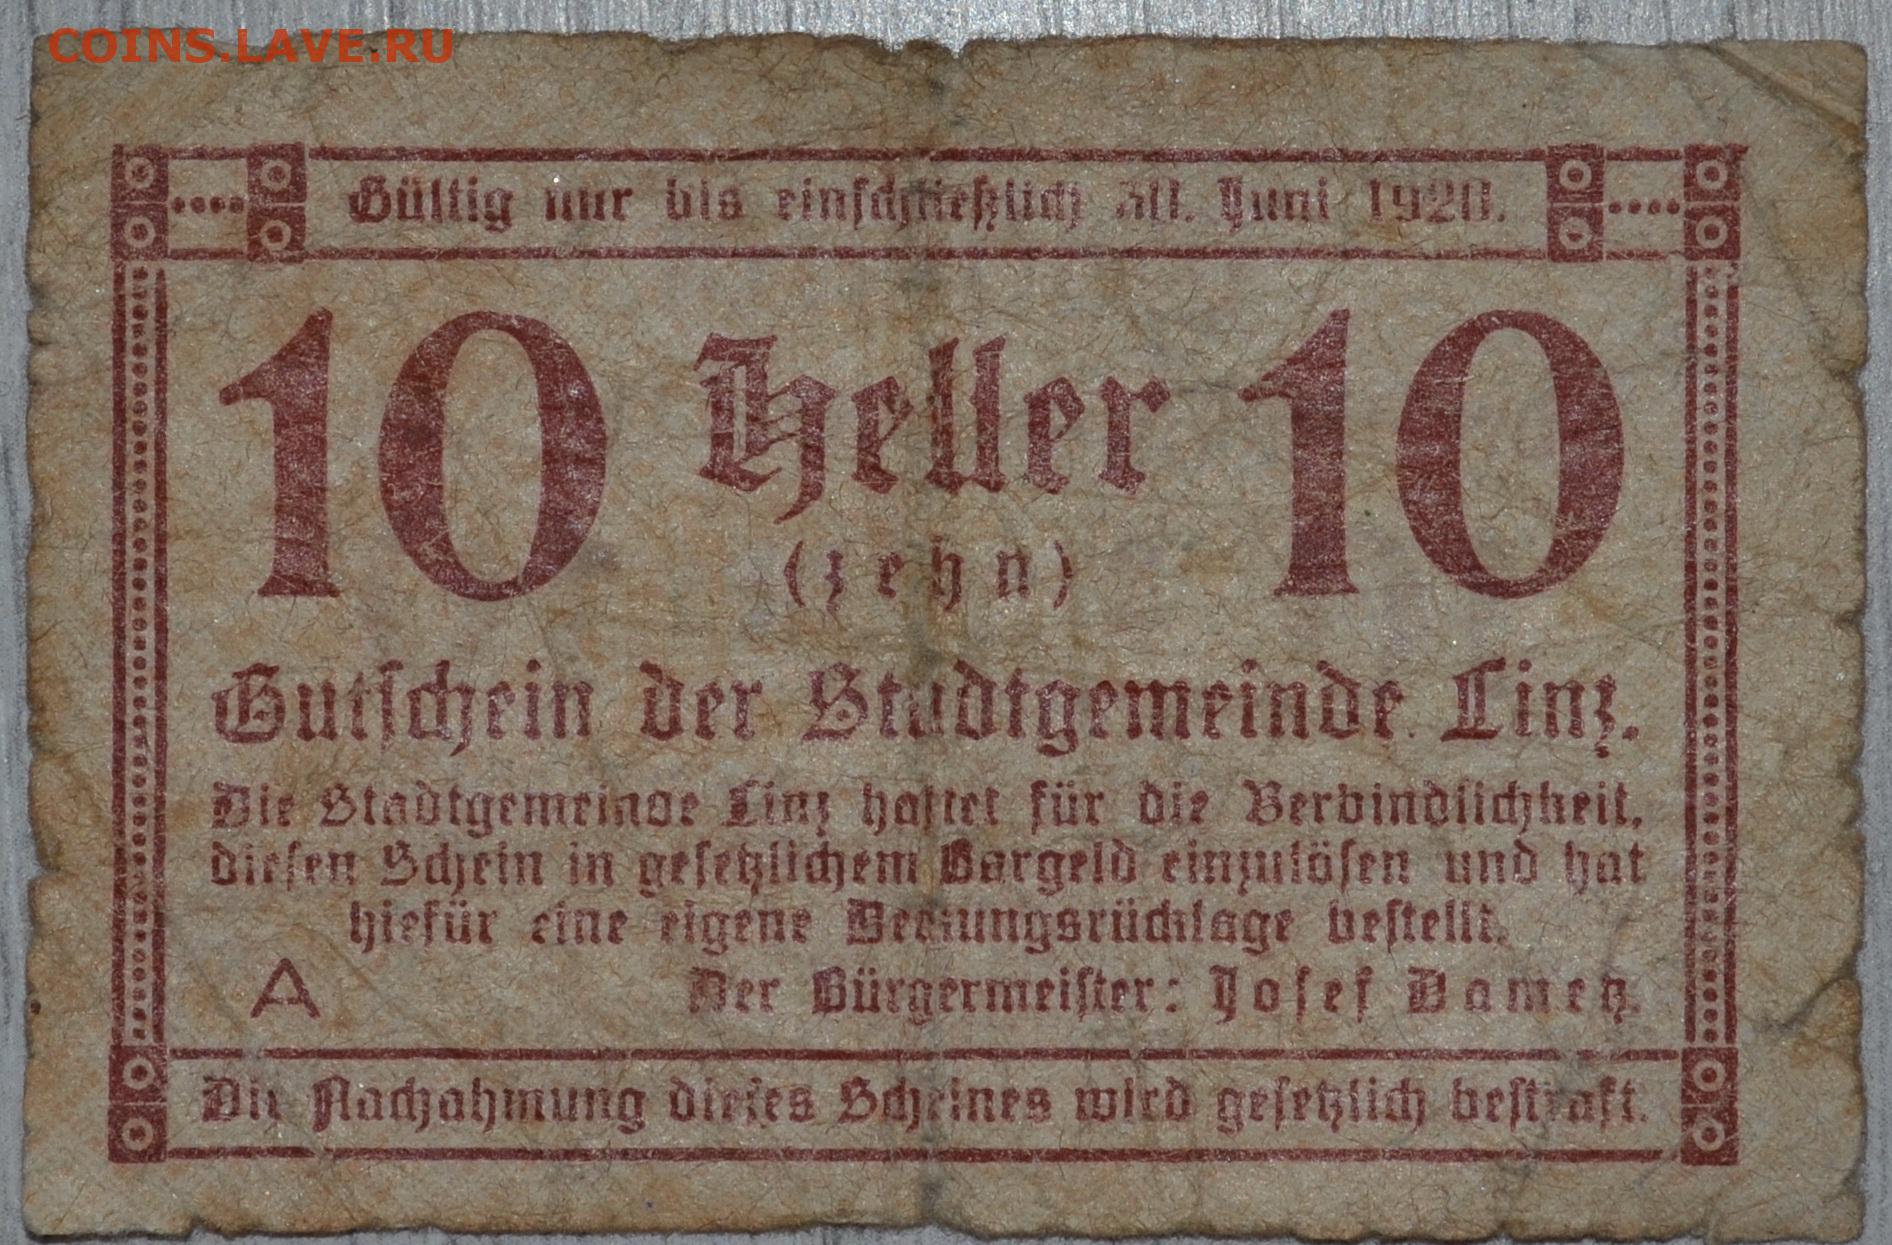 COINS.LAVE.RU
Gültig nur bis einschließlich 30. Juni 1920.
10 Heller 10
(zehn)
Gutschein der Stadtgemeinde Linz.
Die Stadtgemeinde Linz haftet für die Verbindlichkeit,
diesen Schein in gesetzlichem Bargeld einzulösen und hat
hiefür eine eigene Deckungsrücklage bestellt.
A
Der Bürgermeister: Josef Dametz.
Die Nachahmung dieses Scheines wird gesetzlich bestraft.